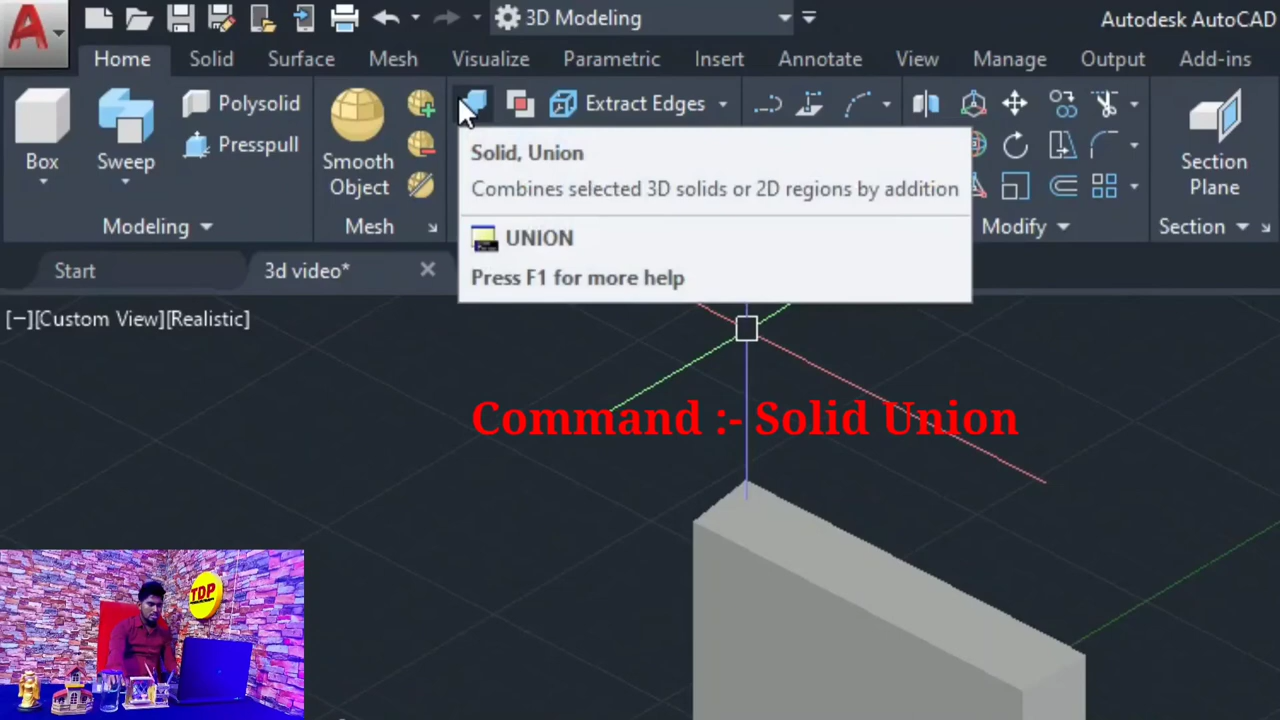 3D Modeling
Autodesk AutoCAD
A
Home Solid Surface Mesh Visualize Parametric Insert Annotate View Manage Output Add-ins
Box
Sweep
Polysolid
Presspull
Smooth
Object
Extract Edges
Section
Plane
Modeling
Mesh
Modify
Section
Solid, Union
Combines selected 3D solids or 2D regions by addition
UNION
Press F1 for more help
Start
3d video*
[−][Custom View][Realistic]
Command :- Solid Union
TDP